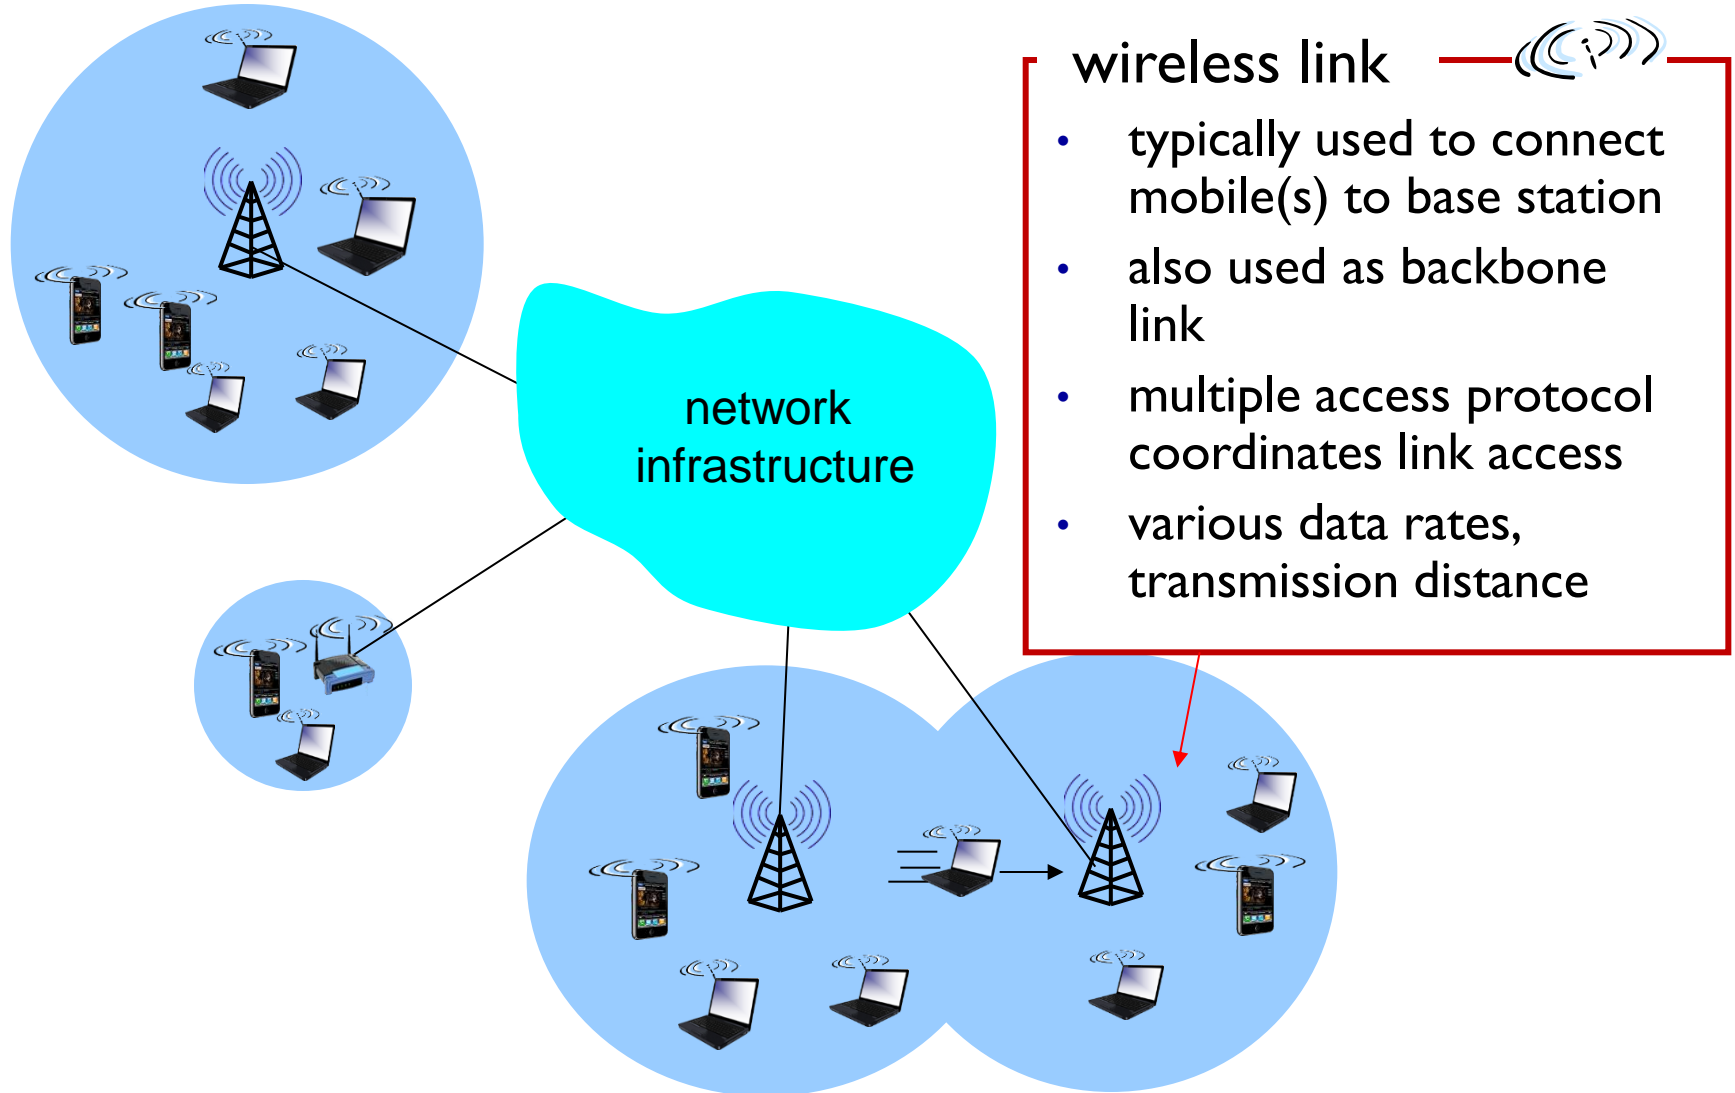 wireless link
• typically used to connect
mobile(s) to base station
• also used as backbone
link
• multiple access protocol
coordinates link access
• various data rates,
transmission distance
network
infrastructure